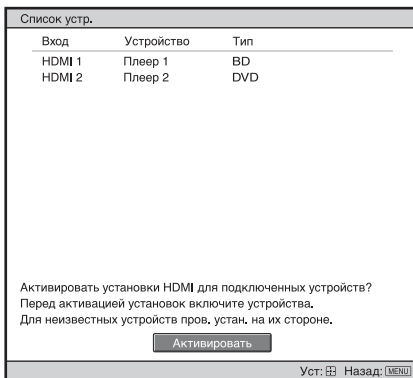 Список устр.
Вход Устройство Тип
HDMI 1 Плеер 1 BD
HDMI 2 Плеер 2 DVD
Активировать установки HDMI для подключенных устройств?
Перед активацией установок включите устройства.
Для неизвестных устройств пров. устан. на их стороне.
Активировать
Уст: Назад: MENU